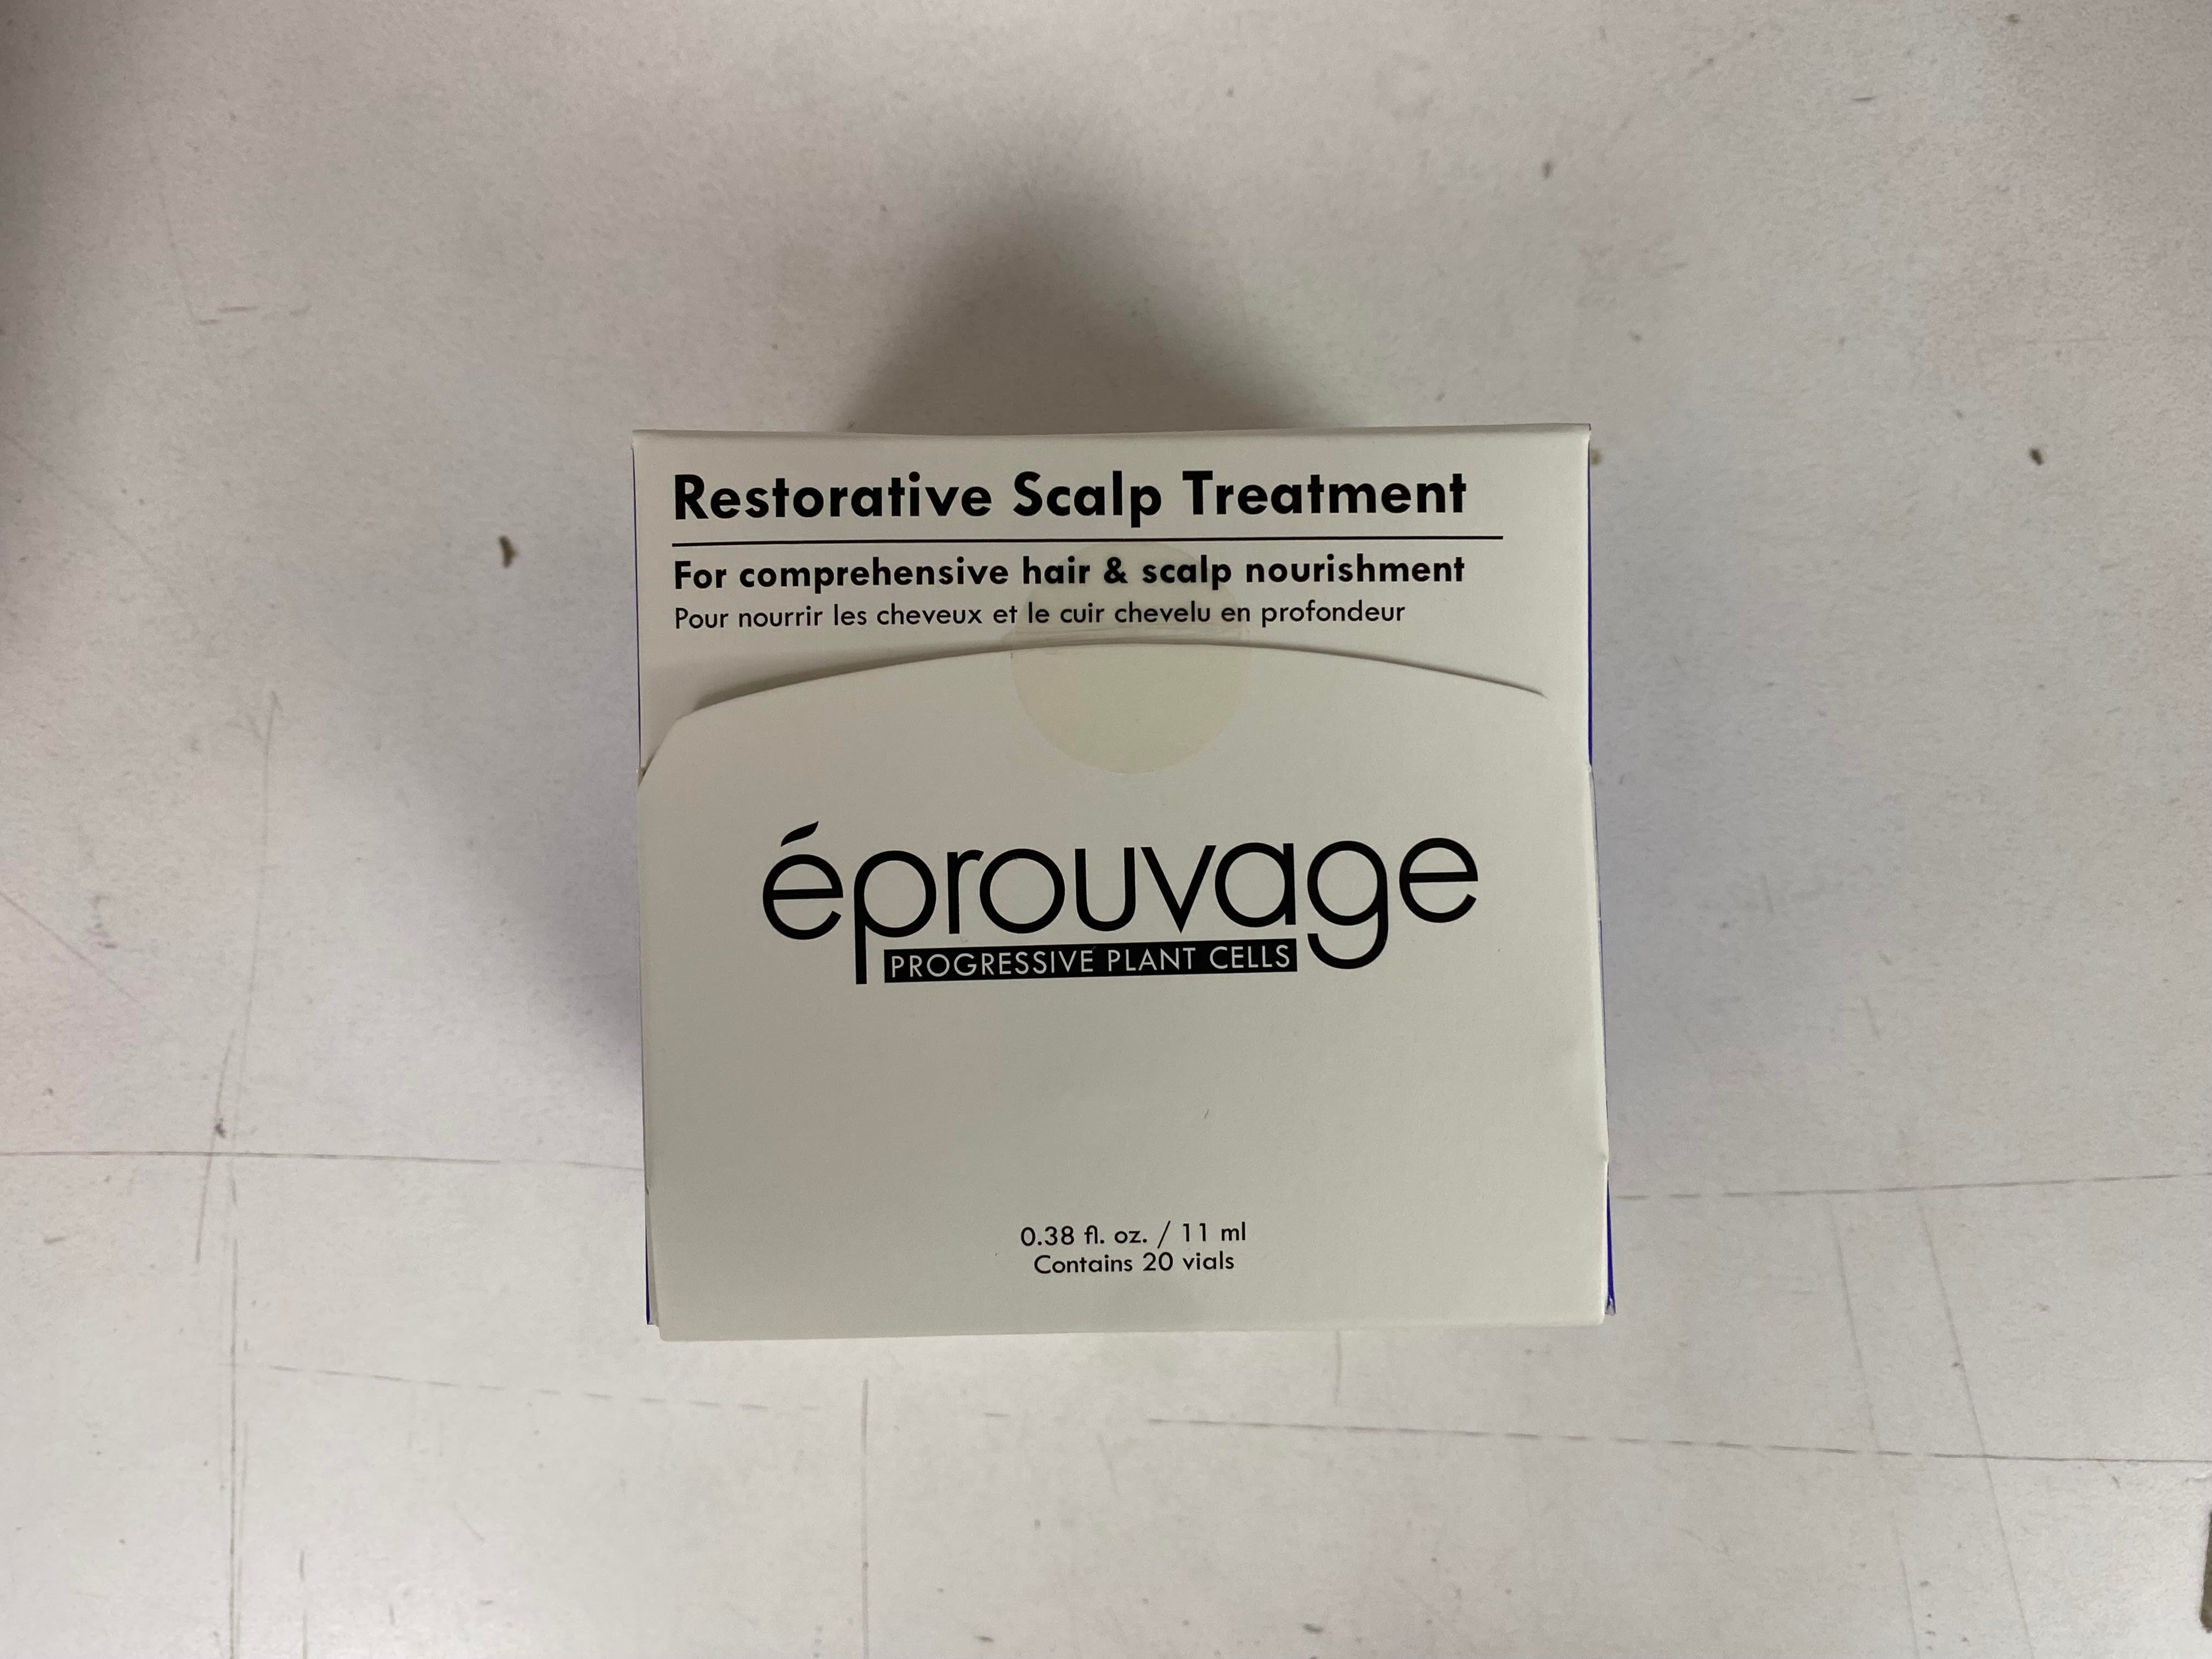 Restorative Scalp Treatment
For comprehensive hair & scalp nourishment
Pour nourrir les cheveux et le cuir chevelu en profondeur
éprouvage
PROGRESSIVE PLANT CELLS
0.38 fl. oz. / 11 ml
Contains 20 vials